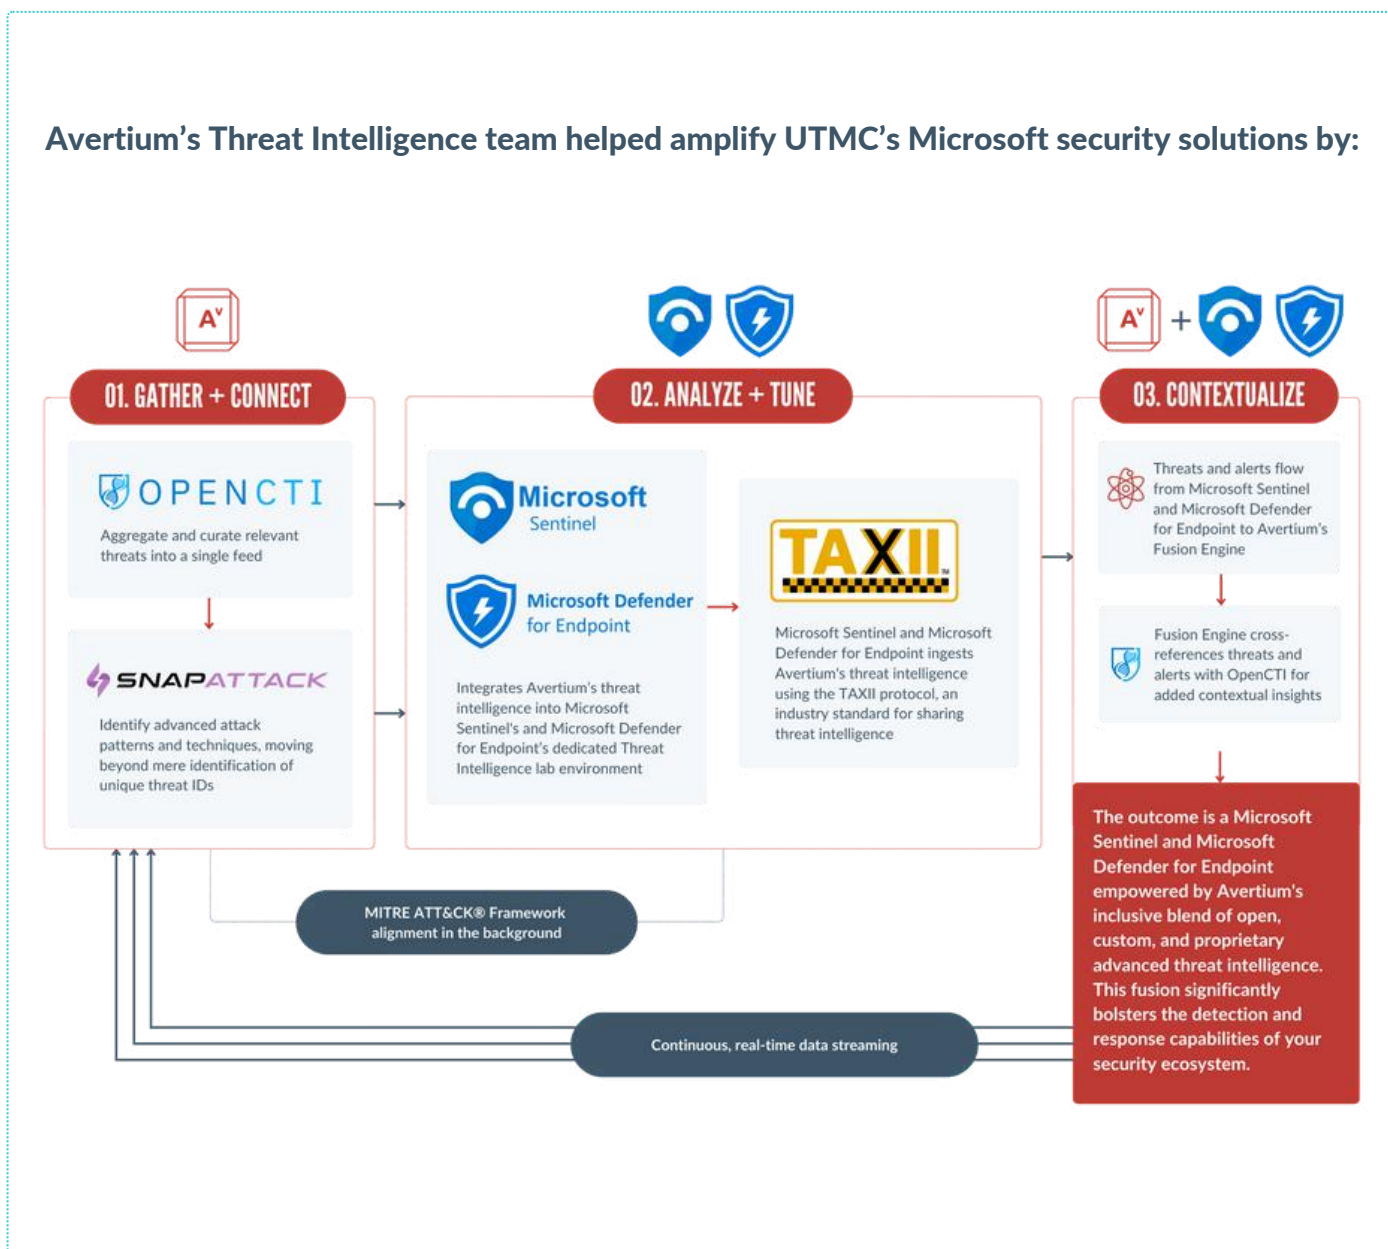 Avertium’s Threat Intelligence team helped amplify UTMC’s Microsoft security solutions by:
AV
01. GATHER + CONNECT
OPENCTI
Aggregate and curate relevant
threats into a single feed
SNAPATTACK
Identify advanced attack
patterns and techniques, moving
beyond mere identification of
unique threat IDs
02. ANALYZE + TUNE
Microsoft
Sentinel
Microsoft Defender
for Endpoint
Integrates Avertium’s threat
intelligence into Microsoft
Sentinel's and Microsoft Defender
for Endpoint’s dedicated Threat
Intelligence lab environment
TAXII™
Microsoft Sentinel and Microsoft
Defender for Endpoint ingests
Avertium's threat intelligence
using the TAXII protocol, an
industry standard for sharing
threat intelligence
AV +
03. CONTEXTUALIZE
Threats and alerts flow
from Microsoft Sentinel
and Microsoft Defender
for Endpoint to Avertium’s
Fusion Engine
Fusion Engine cross-
references threats and
alerts with OpenCTI for
added contextual insights
The outcome is a Microsoft
Sentinel and Microsoft
Defender for Endpoint
empowered by Avertium's
inclusive blend of open,
custom, and proprietary
advanced threat intelligence.
This fusion significantly
bolsters the detection and
response capabilities of your
security ecosystem.
MITRE ATT&CK® Framework
alignment in the background
Continuous, real-time data streaming